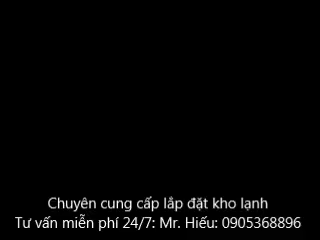 Chuyên cung cấp lắp đặt kho lạnh
Tư vấn miễn phí 24/7: Mr. Hiếu: 0905368896